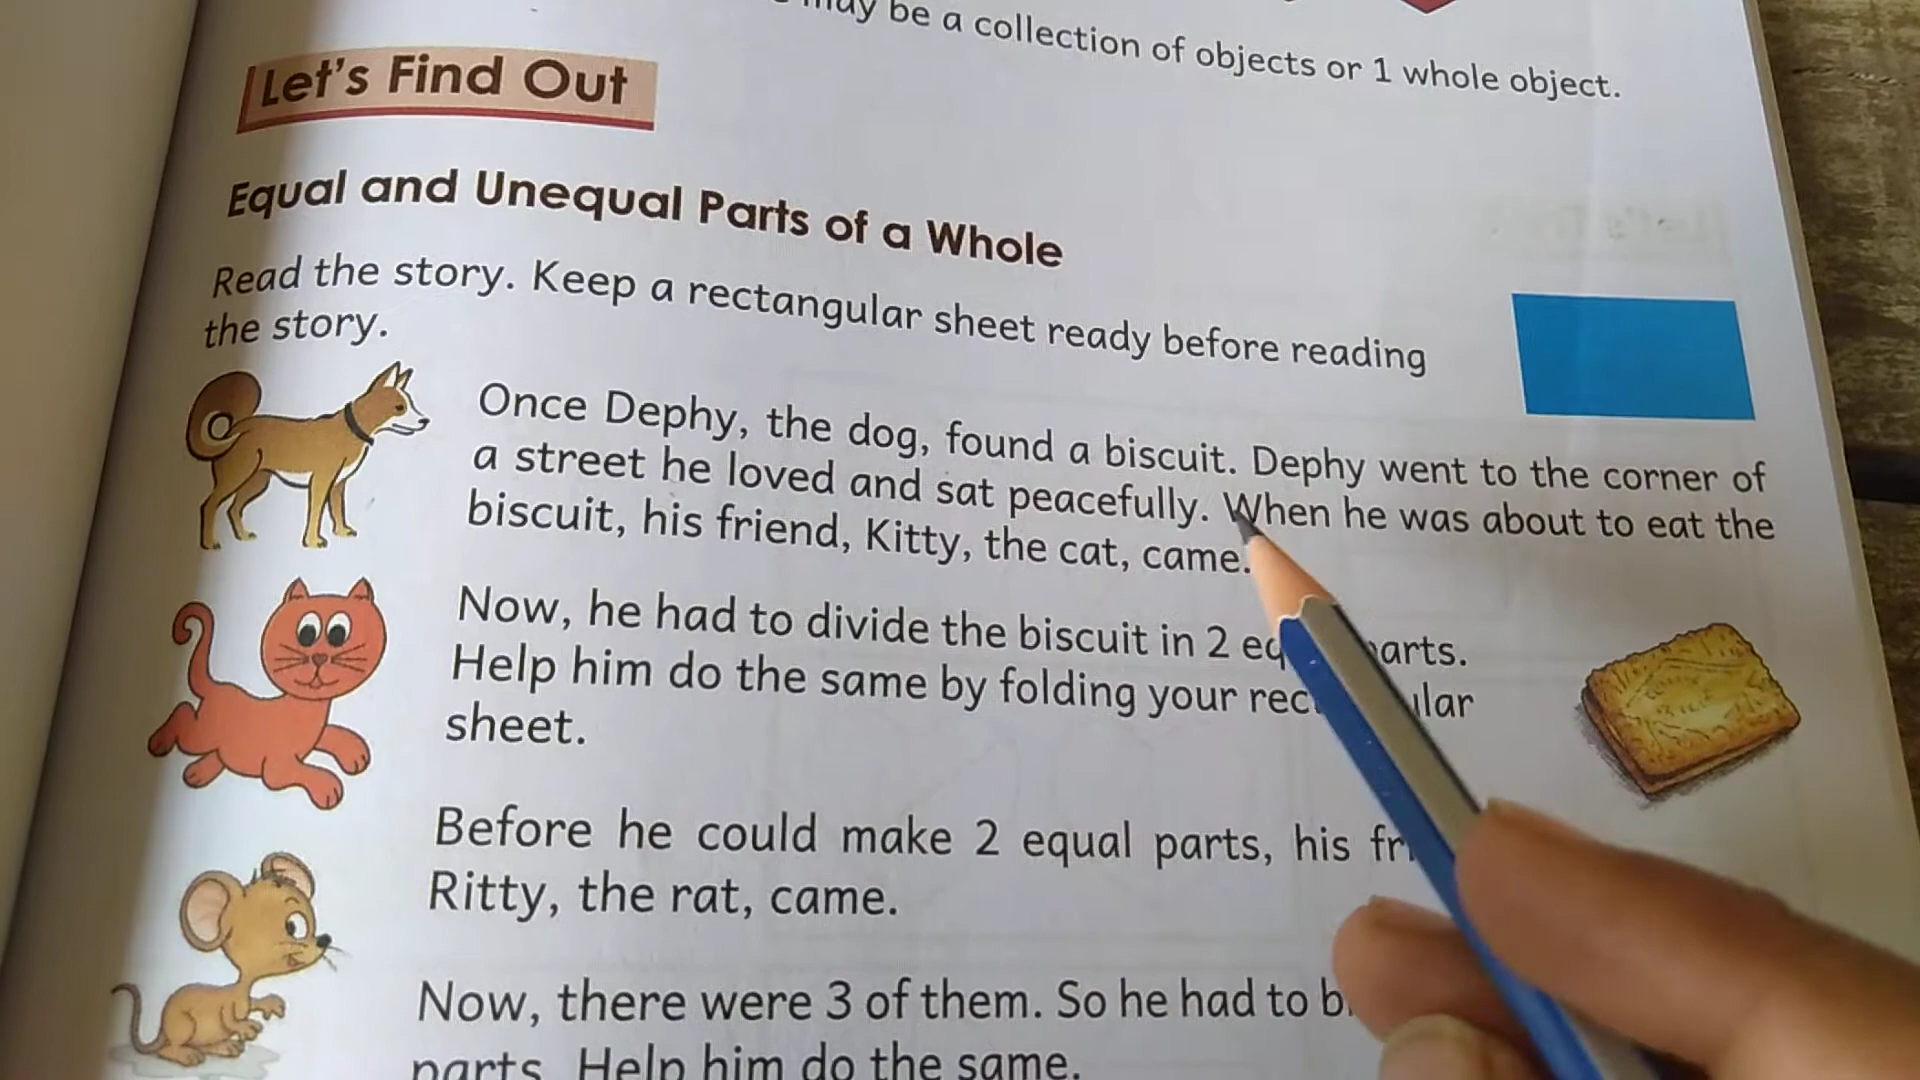 may be a collection of objects or 1 whole object.
Let's Find Out
Equal and Unequal Parts of a Whole
Read the story. Keep a rectangular sheet ready before reading
the story.
Once Dephy, the dog, found a biscuit. Dephy went to the corner of
a street he loved and sat peacefully. When he was about to eat the
biscuit, his friend, Kitty, the cat, came.
Now, he had to divide the biscuit in 2
Help him do the same by folding your
sheet.
Before he could make 2 equal parts, his
Ritty, the rat, came.
Now, there were 3 of them. So he had to
parts. Help him do the same.